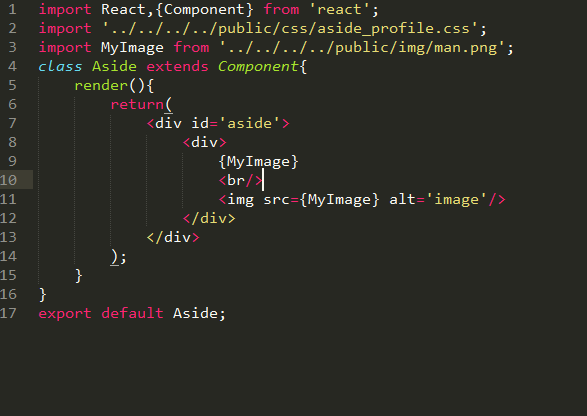 1 import React,{Component} from 'react';
2 import '../../../../public/css/aside_profile.css';
3 import MyImage from '../../../../public/img/man.png';
4 class Aside extends Component{
5 render(){
6 return(
7 <div id='aside'>
8 <div>
9 {MyImage}
10 <br/>
11 <img src={MyImage} alt='image'/>
12 </div>
13 </div>
14 );
15 }
16 }
17 export default Aside;